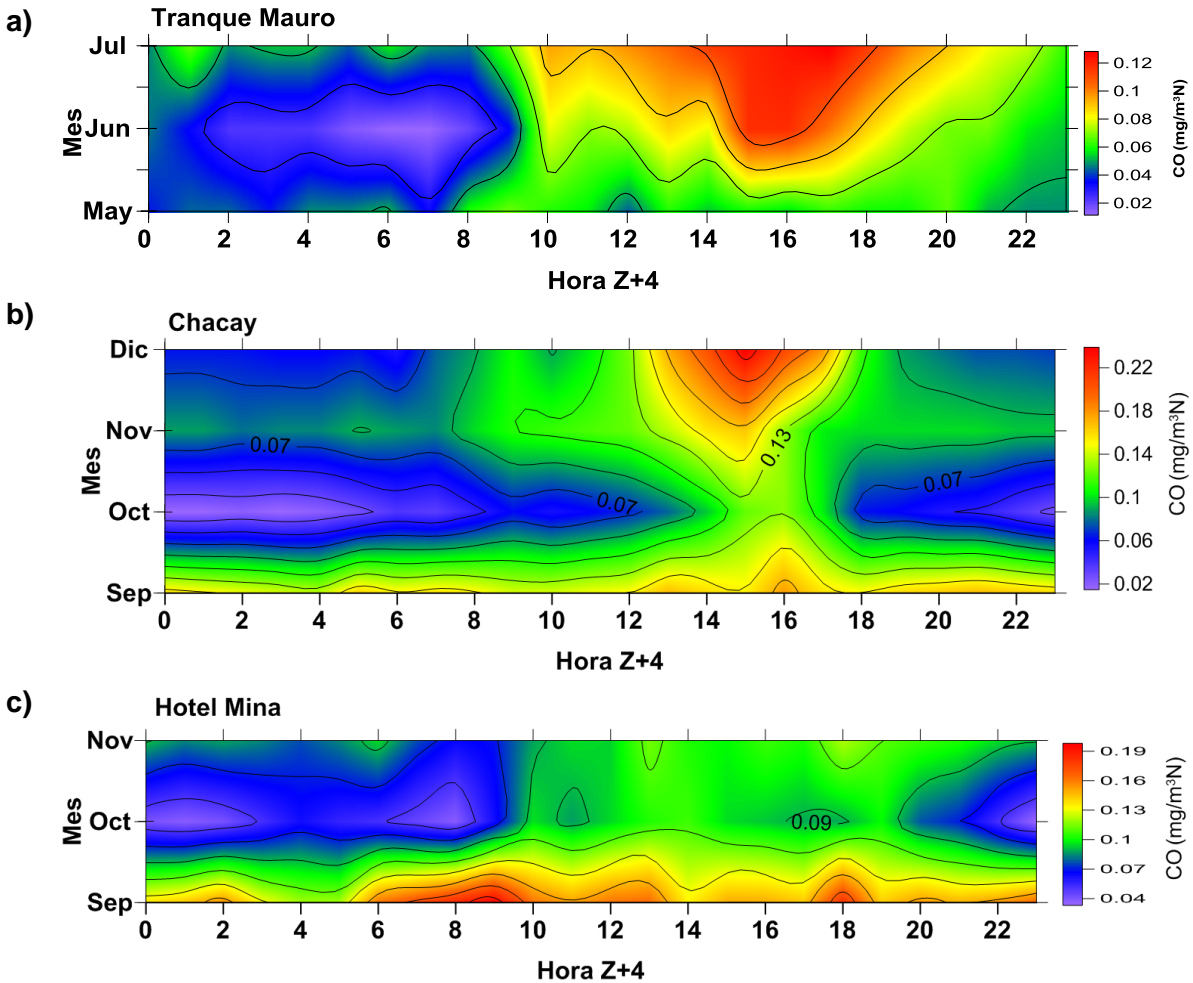 a)
Tranque Mauro
Jul
Jun
May
Mes
0 2 4 6 8 10 12 14 16 18 20 22
Hora Z+4
0.12
0.1
0.08
0.06
0.04
0.02
CO (mg/m³N)
b)
Chacay
Dic
Nov
Oct
Sep
Mes
0.07
0.07
0.13
0.07
0 2 4 6 8 10 12 14 16 18 20 22
Hora Z+4
0.22
0.18
0.14
0.1
0.06
0.02
CO (mg/m³N)
c)
Hotel Mina
Nov
Oct
Sep
Mes
0.09
0 2 4 6 8 10 12 14 16 18 20 22
Hora Z+4
0.19
0.16
0.13
0.1
0.07
0.04
CO (mg/m³N)